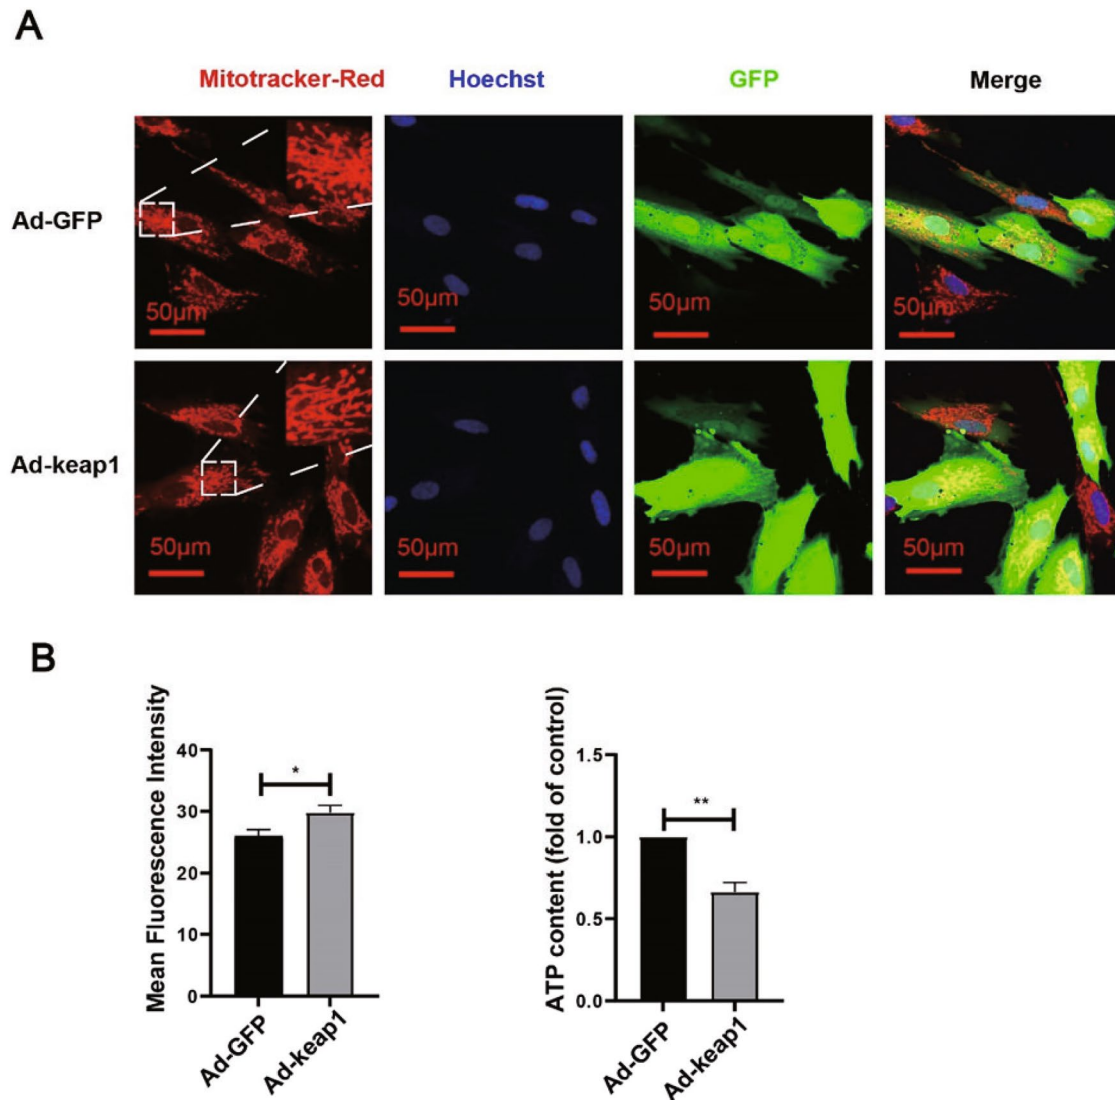 A
Mitotracker-Red Hoechst GFP Merge
Ad-GFP
50μm 50μm 50μm 50μm
Ad-keap1
50μm 50μm 50μm 50μm
B
Mean Fluorescence Intensity
40
30
20
10
0
*
Ad-GFP
Ad-keap1
ATP content (fold of control)
1.5
1.0
0.5
0.0
**
Ad-GFP
Ad-keap1